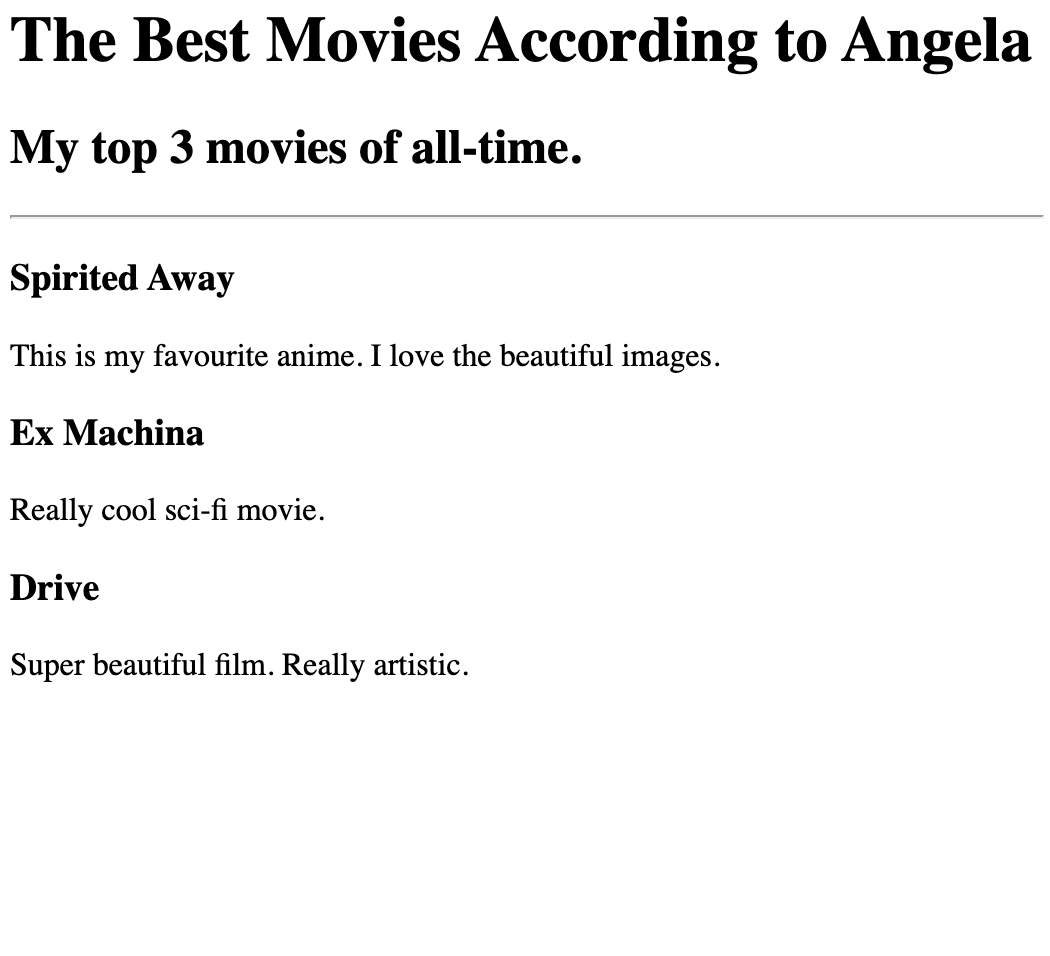 The Best Movies According to Angela
My top 3 movies of all-time.
Spirited Away
This is my favourite anime. I love the beautiful images.
Ex Machina
Really cool sci-fi movie.
Drive
Super beautiful film. Really artistic.